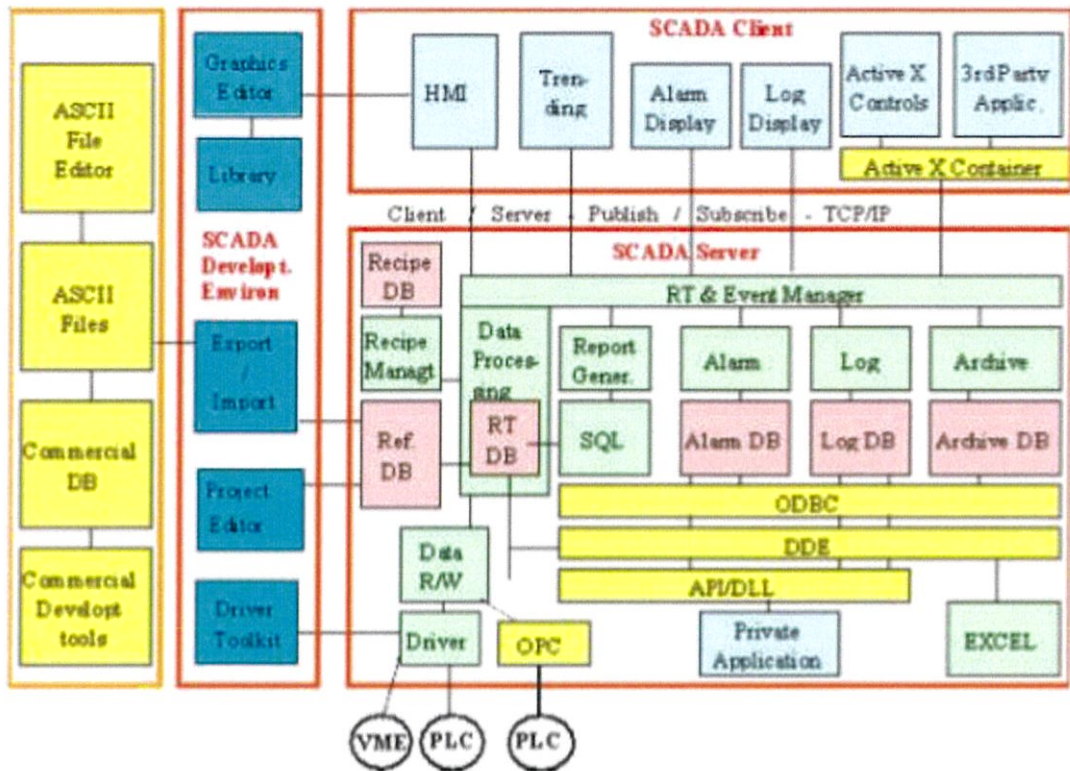 ASCII
File
Editor
ASCII
Files
Commercial
DB
Commercial
Developt
tools
Graphics
Editor
Library
SCADA
Developt.
Environ
Export
/
Import
Project
Editor
Driver
Toolkit
SCADA Client
HMI
Tren-
ding
Alarm
Display
Log
Display
Active X
Controls
3rd Party
Applic.
Active X Container
Client / Server - Publish / Subscribe - TCP/IP
SCADA Server
Recipe
DB
Recipe
Managt
Ref.
DB
RT & Event Manager
Data
Proces-
sing
RT
DB
Report
Gener.
SQL
Alarm
Alarm DB
Log
Log DB
Archive
Archive DB
ODBC
DDE
API/DLL
Data
R/W
Driver
OPC
Private
Application
EXCEL
VME
PLC
PLC